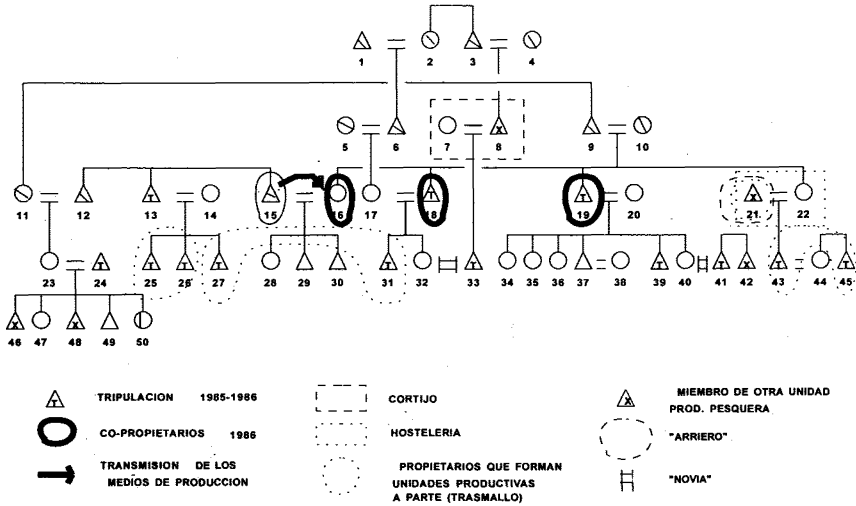 1 2 3 4
5 6 7 8 9 10
X
11 12 13 14 15 16 17 18 19 20 21 22
T T T X
23 24 25 26 27 28 29 30 31 32 33 34 35 36 37 38 39 40 41 42 43 44 45
T T T T T T T T X T T
46 47 48 49 50
X X
T TRIPULACION 1985-1986
CO-PROPIETARIOS 1986
TRANSMISION DE LOS
MEDIOS DE PRODUCCION
CORTIJO
HOSTELERIA
PROPIETARIOS QUE FORMAN
UNIDADES PRODUCTIVAS
A PARTE (TRASMALLO)
X MIEMBRO DE OTRA UNIDAD
PROD. PESQUERA
"ARRIERO"
"NOVIA"